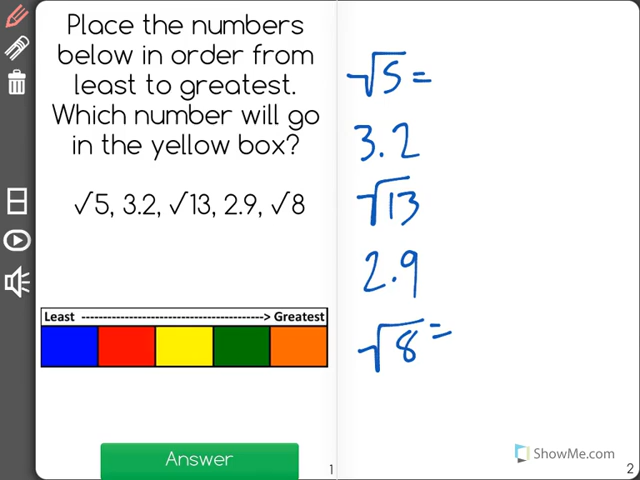 Place the numbers
below in order from
least to greatest.
Which number will go
in the yellow box?
√5, 3.2, √13, 2.9, √8
Least ----------------------------------------> Greatest
Answer
1
√5 =
3.2
√13
2.9
√8 =
ShowMe.com
2